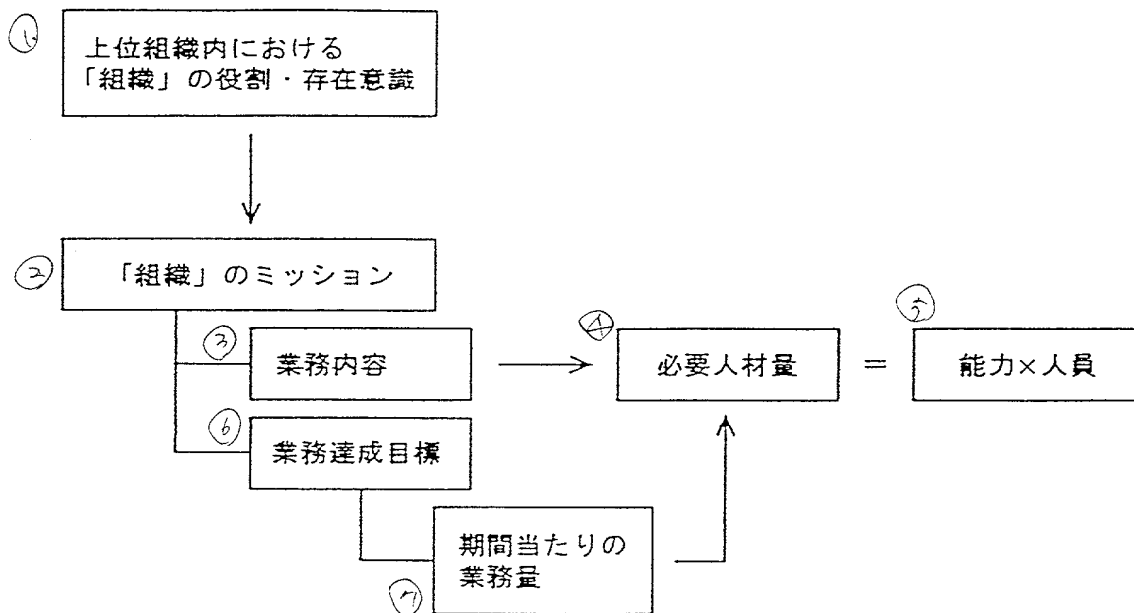 ①
上位組織内における
「組織」の役割・存在意識
②
「組織」のミッション
③
業務内容
④
必要人材量
=
⑤
能力×人員
⑥
業務達成目標
⑦
期間当たりの
業務量